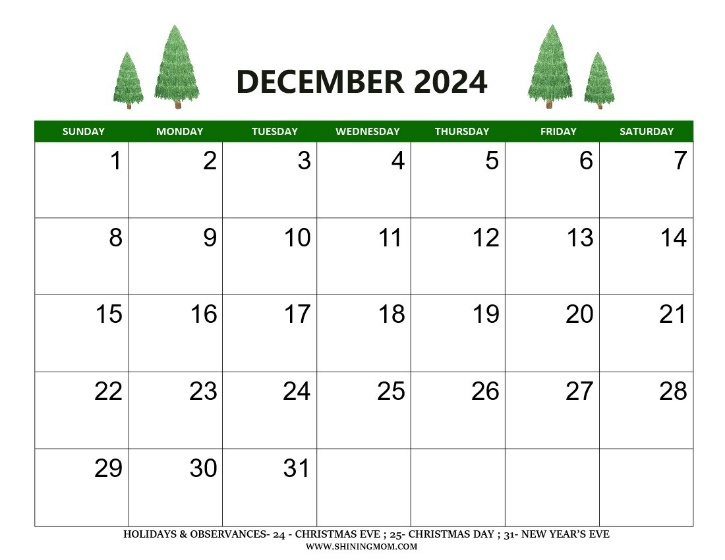 DECEMBER 2024
SUNDAY MONDAY TUESDAY WEDNESDAY THURSDAY FRIDAY SATURDAY
1 2 3 4 5 6 7
8 9 10 11 12 13 14
15 16 17 18 19 20 21
22 23 24 25 26 27 28
29 30 31
HOLIDAYS & OBSERVANCES- 24 - CHRISTMAS EVE ; 25- CHRISTMAS DAY ; 31- NEW YEAR'S EVE
WWW.SHININGMOM.COM